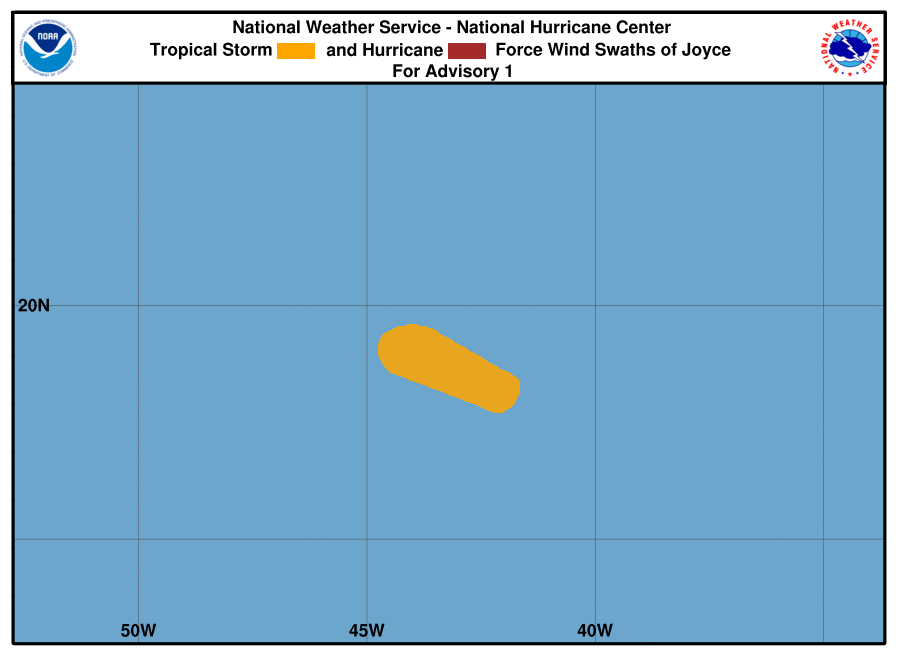 National Weather Service - National Hurricane Center
Tropical Storm and Hurricane Force Wind Swaths of Joyce
For Advisory 1
NOAA
NATIONAL WEATHER SERVICE
20N
50W
45W
40W